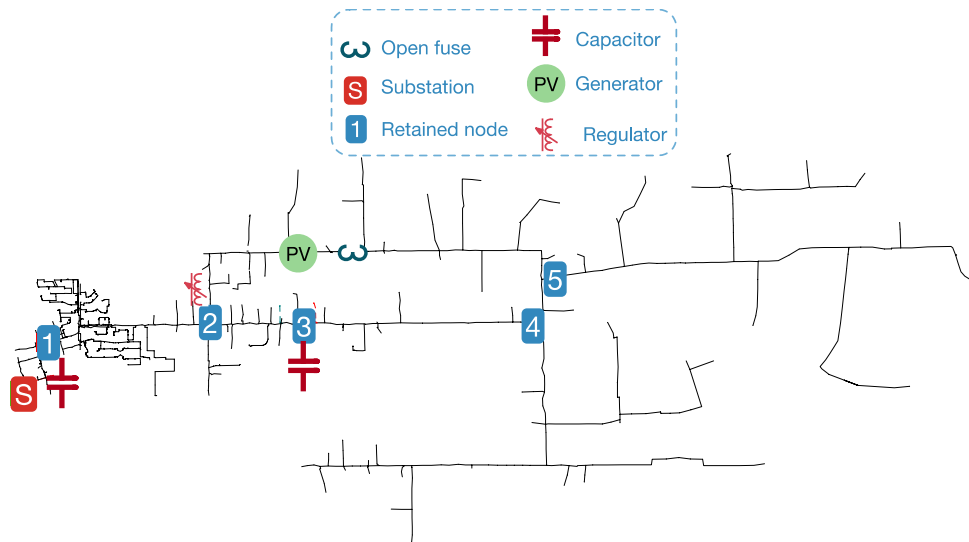 Open fuse
Capacitor
S Substation
PV Generator
1 Retained node
Regulator
PV
5
2
3
4
1
S